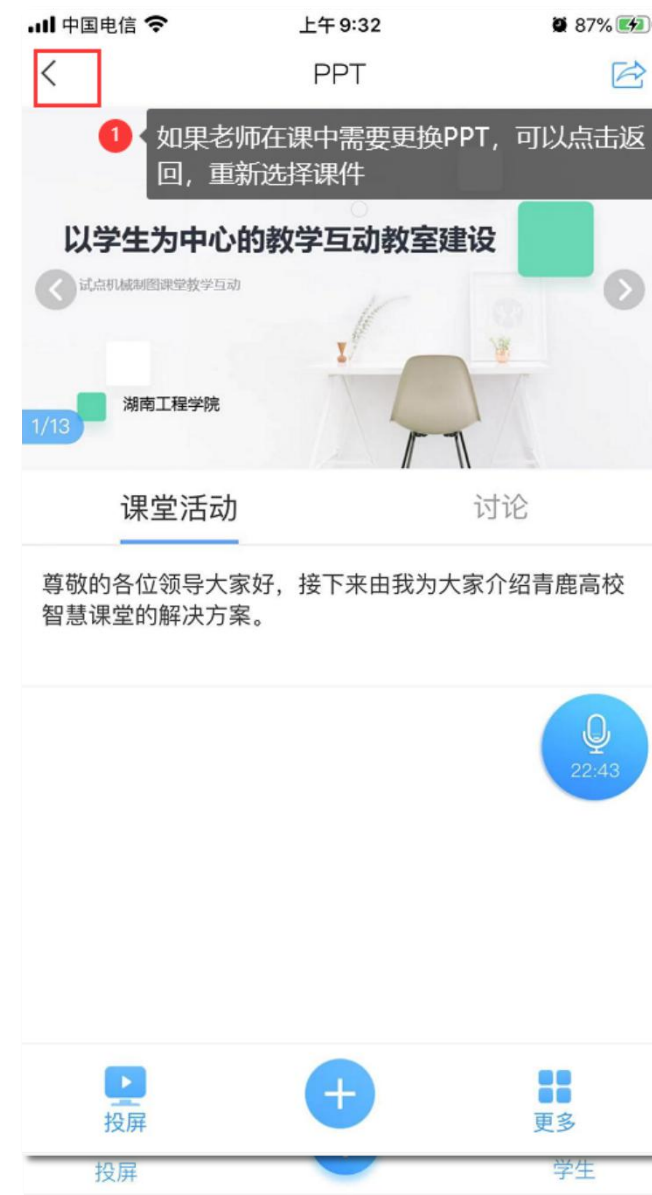 中国电信 上午 9:32 87%
PPT
1 如果老师在课中需要更换PPT，可以点击返
回，重新选择课件
以学生为中心的教学互动教室建设
试点机械制图课堂教学互动
湖南工程学院
1/13
课堂活动 讨论
尊敬的各位领导大家好，接下来由我为大家介绍青鹿高校
智慧课堂的解决方案。
22:43
投屏 更多
投屏 学生